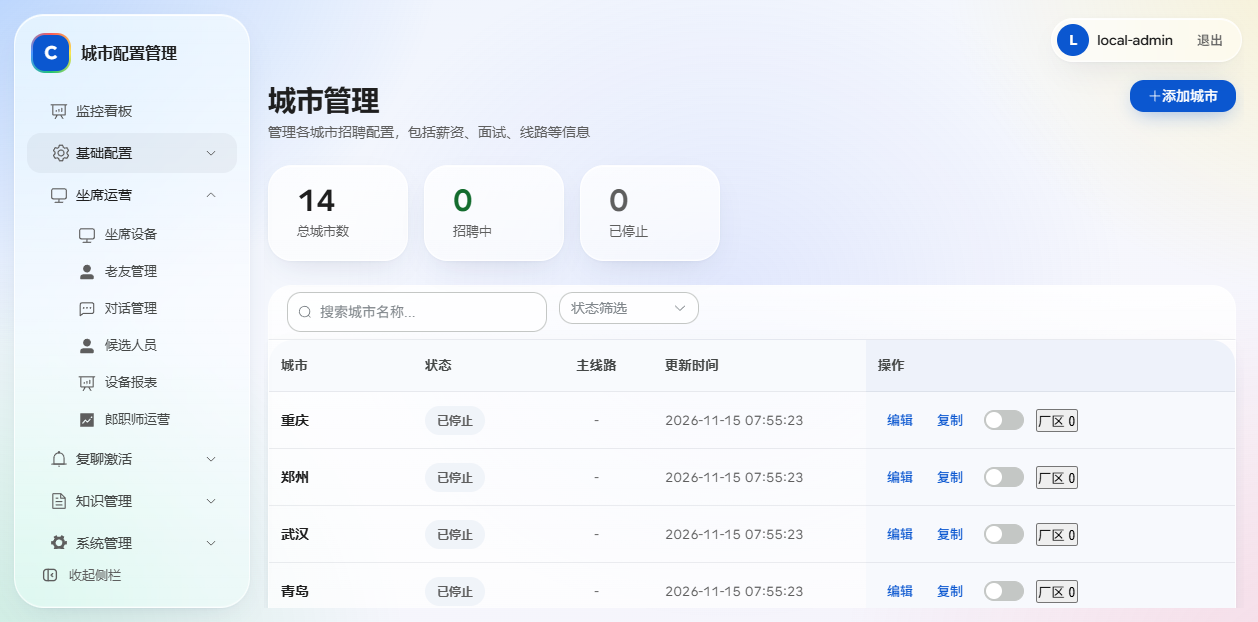 C 城市配置管理
监控看板
基础配置
坐席运营
坐席设备
老友管理
对话管理
候选人员
设备报表
郎职师运营
复聊激活
知识管理
系统管理
收起侧栏
L local-admin 退出
城市管理
管理各城市招聘配置，包括薪资、面试、线路等信息
+添加城市
14
总城市数
0
招聘中
0
已停止
搜索城市名称...
状态筛选
城市 状态 主线路 更新时间 操作
重庆 已停止 - 2026-11-15 07:55:23 编辑 复制 厂区 0
郑州 已停止 - 2026-11-15 07:55:23 编辑 复制 厂区 0
武汉 已停止 - 2026-11-15 07:55:23 编辑 复制 厂区 0
青岛 已停止 - 2026-11-15 07:55:23 编辑 复制 厂区 0